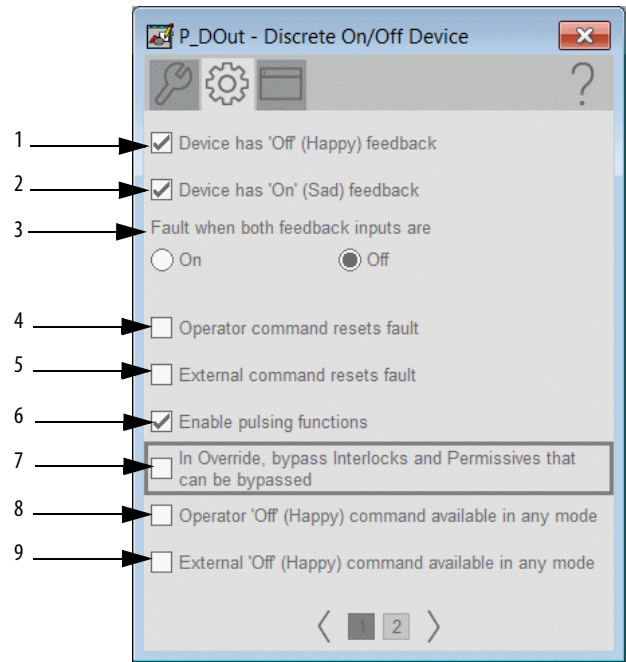 P_DOut - Discrete On/Off Device
?
1
Device has 'Off' (Happy) feedback
2
Device has 'On' (Sad) feedback
3
Fault when both feedback inputs are
On
Off
4
Operator command resets fault
5
External command resets fault
6
Enable pulsing functions
7
In Override, bypass Interlocks and Permissives that
can be bypassed
8
Operator 'Off' (Happy) command available in any mode
9
External 'Off' (Happy) command available in any mode
1 2